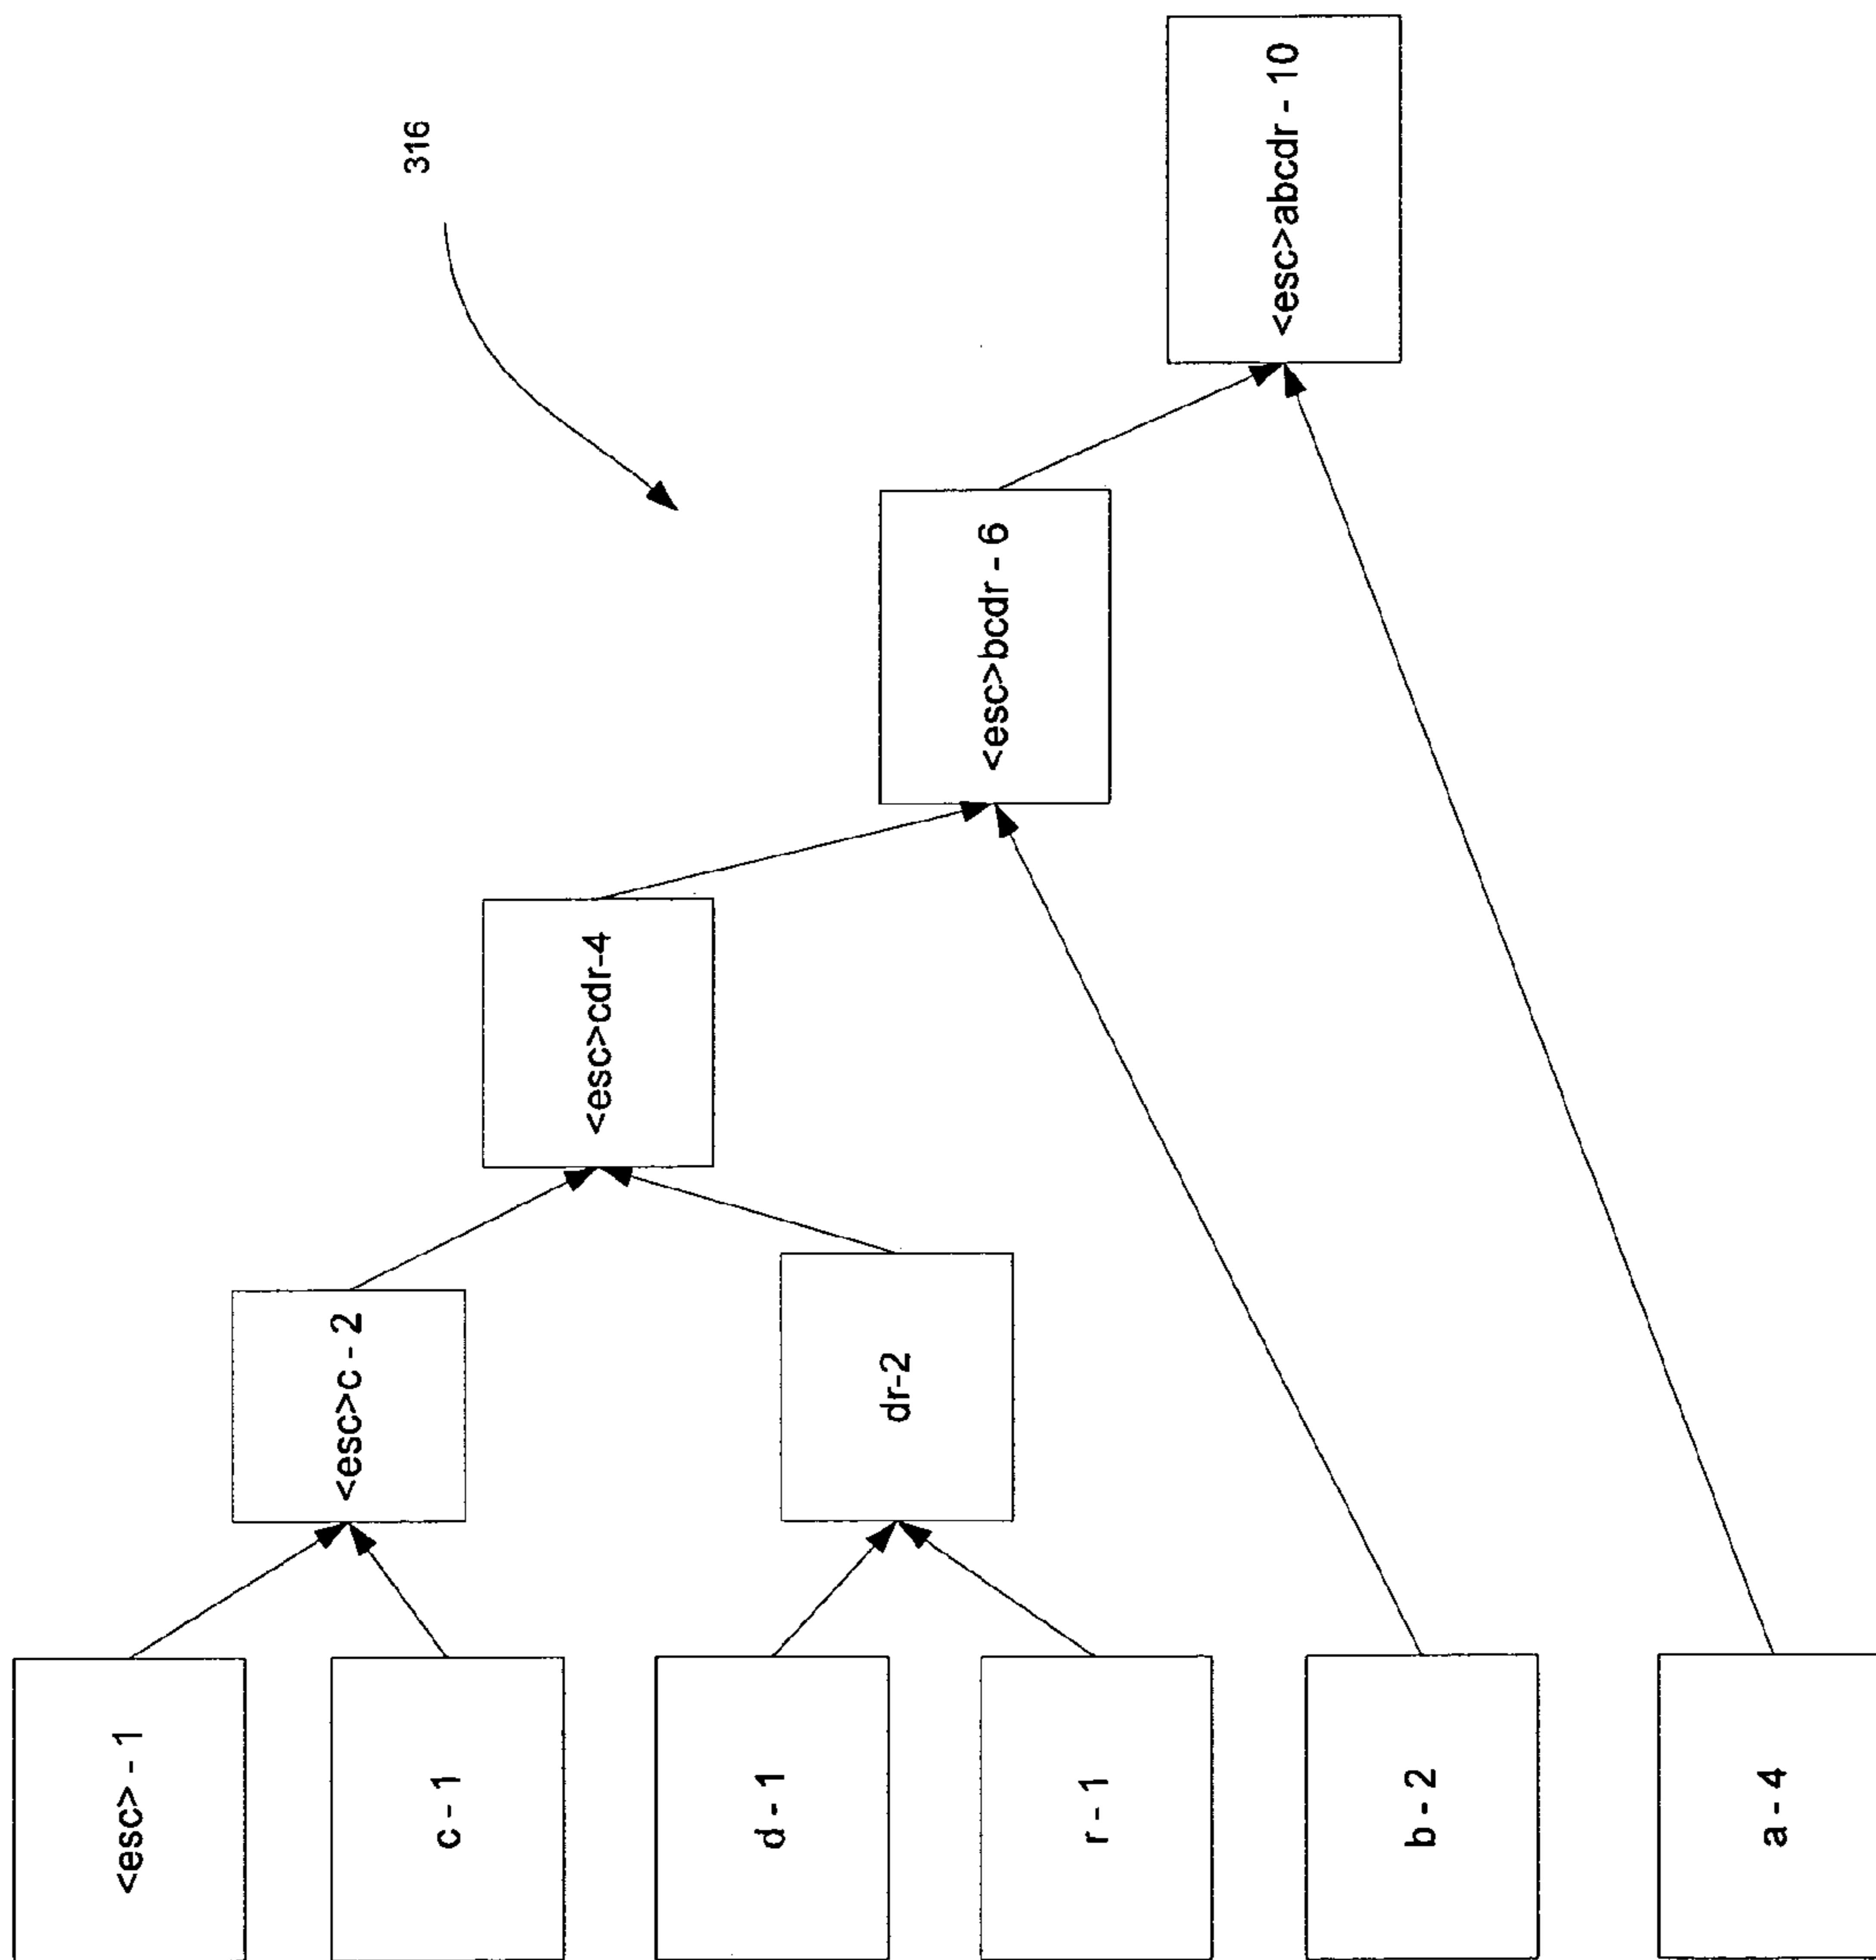 316
<esc>abcdr - 10
<esc>bcdr - 6
<esc>cdr-4
<esc>c - 2
dr-2
<esc> - 1
c - 1
d - 1
r - 1
b - 2
a - 4